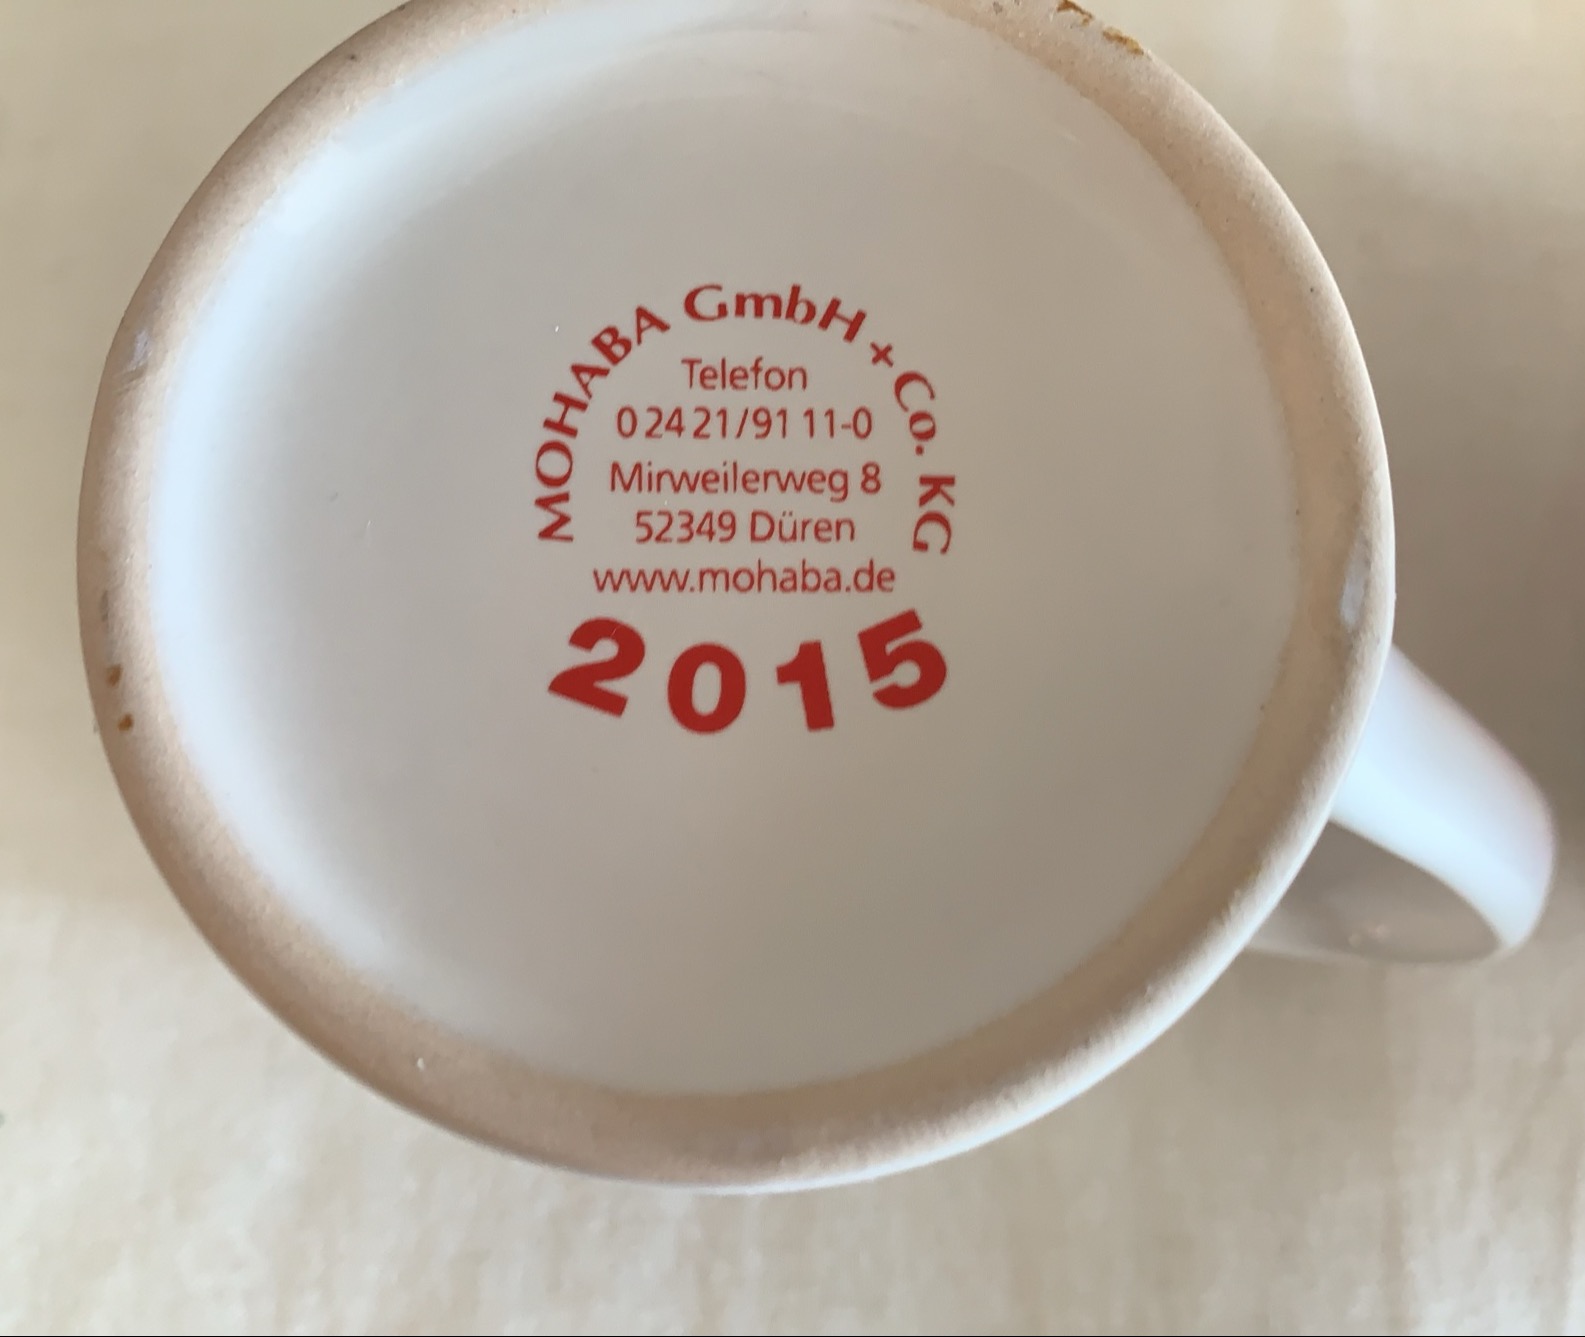 MOHABA GmbH + Co. KG
Telefon
0 24 21/91 11-0
Mirweilerweg 8
52349 Düren
www.mohaba.de
2015